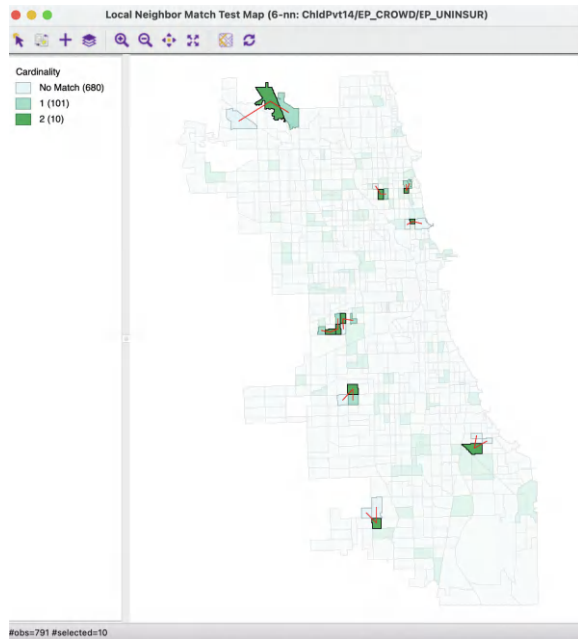 Local Neighbor Match Test Map (6-nn: ChldPvt14/EP_CROWD/EP_UNINSUR)
Cardinality
No Match (680)
1 (101)
2 (10)
#obs=791 #selected=10